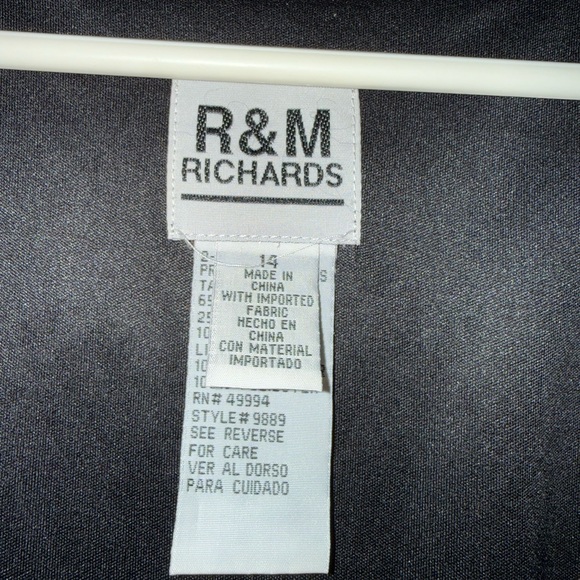 R&M
RICHARDS
14
MADE IN
CHINA
WITH IMPORTED
FABRIC
HECHO EN
CHINA
CON MATERIAL
IMPORTADO
RN# 49994
STYLE# 9889
SEE REVERSE
FOR CARE
VER AL DORSO
PARA CUIDADO